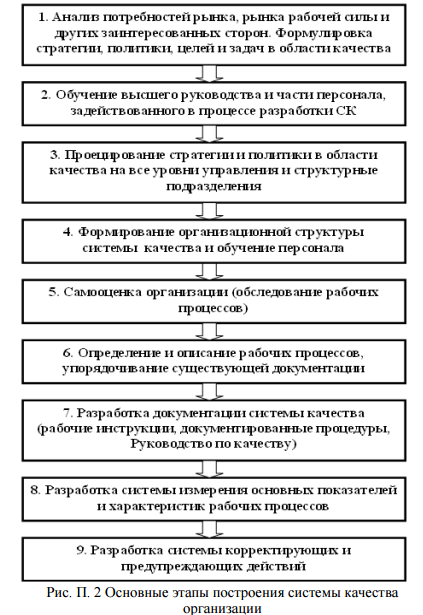 1. Анализ потребностей рынка, рынка рабочей силы и
других заинтересованных сторон. Формулировка
стратегии, политики, целей и задач в области качества
2. Обучение высшего руководства и части персонала,
задействованного в процессе разработки СК
3. Проецирование стратегии и политики в области
качества на все уровни управления и структурные
подразделения
4. Формирование организационной структуры
системы качества и обучение персонала
5. Самооценка организации (обследование рабочих
процессов)
6. Определение и описание рабочих процессов,
упорядочивание существующей документации
7. Разработка документации системы качества
(рабочие инструкции, документированные процедуры,
Руководство по качеству)
8. Разработка системы измерения основных показателей
и характеристик рабочих процессов
9. Разработка системы корректирующих и
предупреждающих действий
Рис. П. 2 Основные этапы построения системы качества
организации